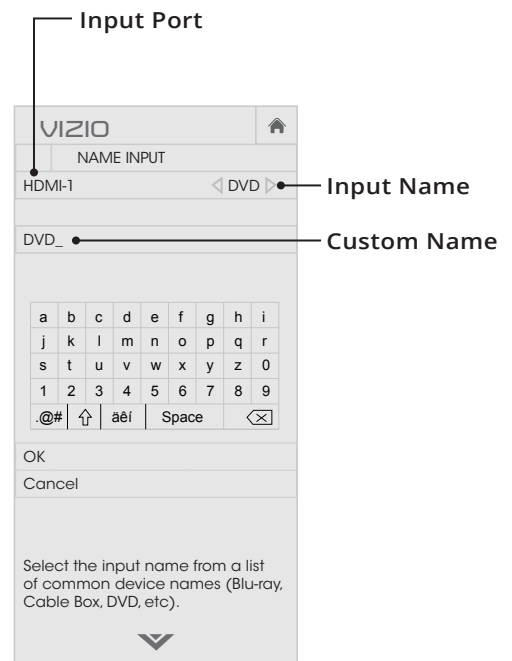 Input Port
VIZIO
NAME INPUT
HDMI-1 DVD Input Name
DVD_ Custom Name
a b c d e f g h i
j k l m n o p q r
s t u v w x y z 0
1 2 3 4 5 6 7 8 9
.@# äêí Space
OK
Cancel
Select the input name from a list
of common device names (Blu-ray,
Cable Box, DVD, etc).